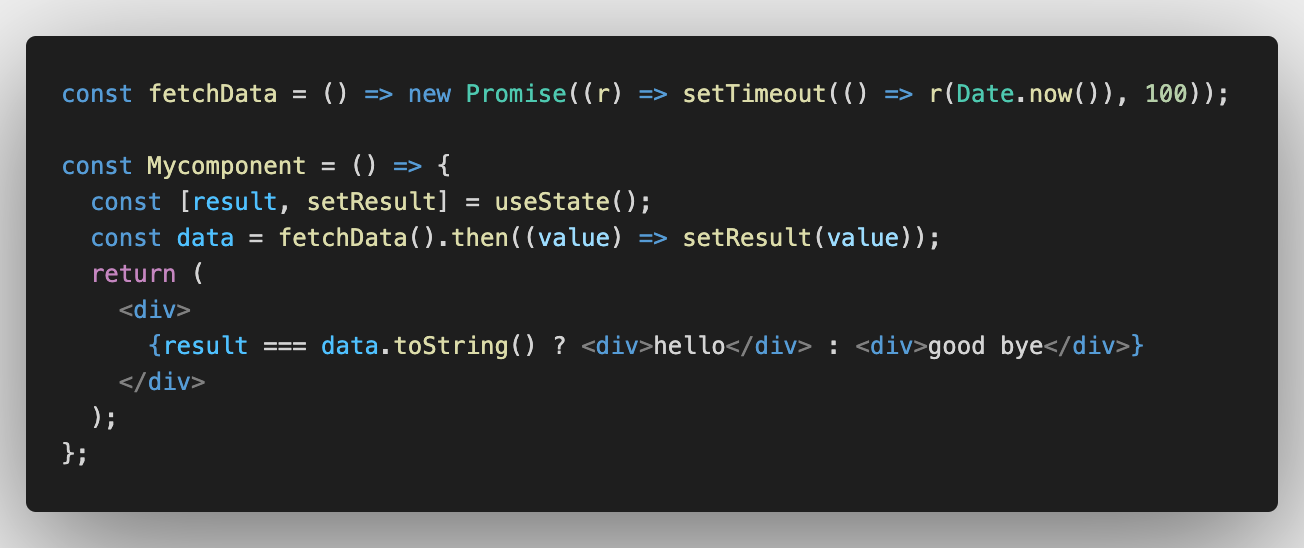 const fetchData = () => new Promise((r) => setTimeout(() => r(Date.now()), 100));
const Mycomponent = () => {
const [result, setResult] = useState();
const data = fetchData().then((value) => setResult(value));
return (
<div>
{result === data.toString() ? <div>hello</div> : <div>good bye</div>}
</div>
);
};